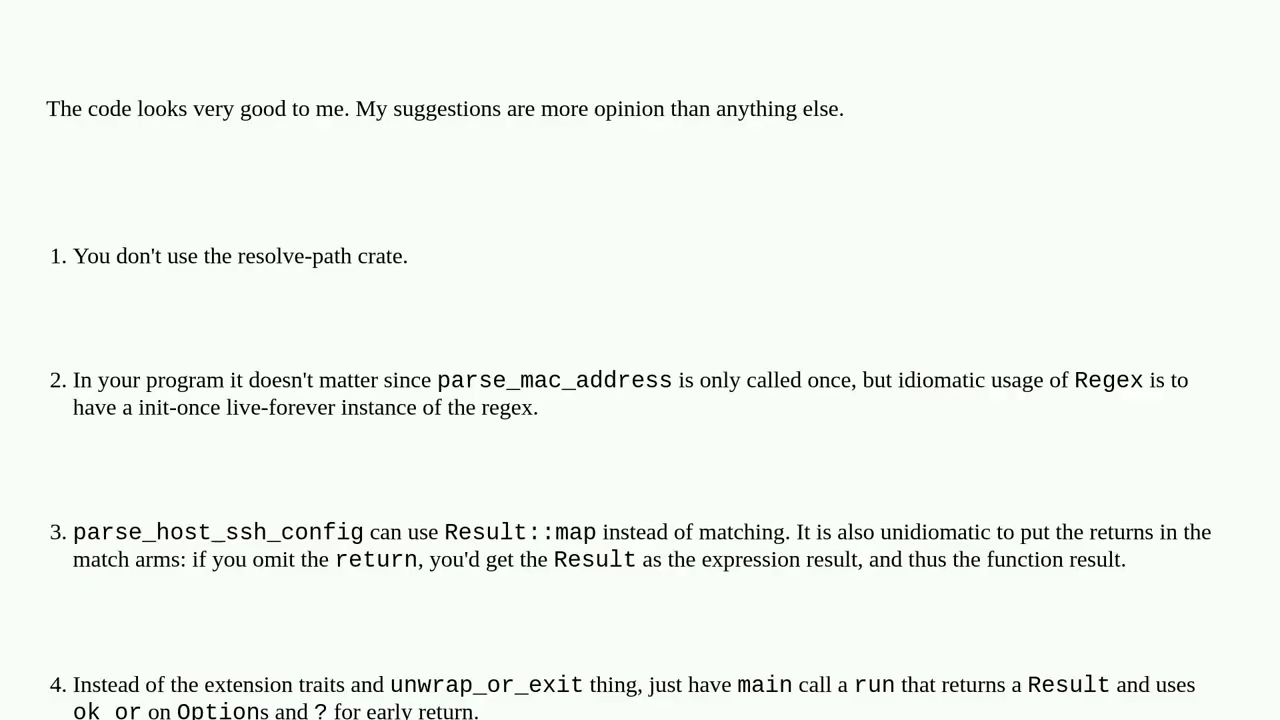 The code looks very good to me. My suggestions are more opinion than anything else.
1. You don't use the resolve-path crate.
2. In your program it doesn't matter since parse_mac_address is only called once, but idiomatic usage of Regex is to
have a init-once live-forever instance of the regex.
3. parse_host_ssh_config can use Result::map instead of matching. It is also unidiomatic to put the returns in the
match arms: if you omit the return, you'd get the Result as the expression result, and thus the function result.
4. Instead of the extension traits and unwrap_or_exit thing, just have main call a run that returns a Result and uses
ok_or on Options and ? for early return.